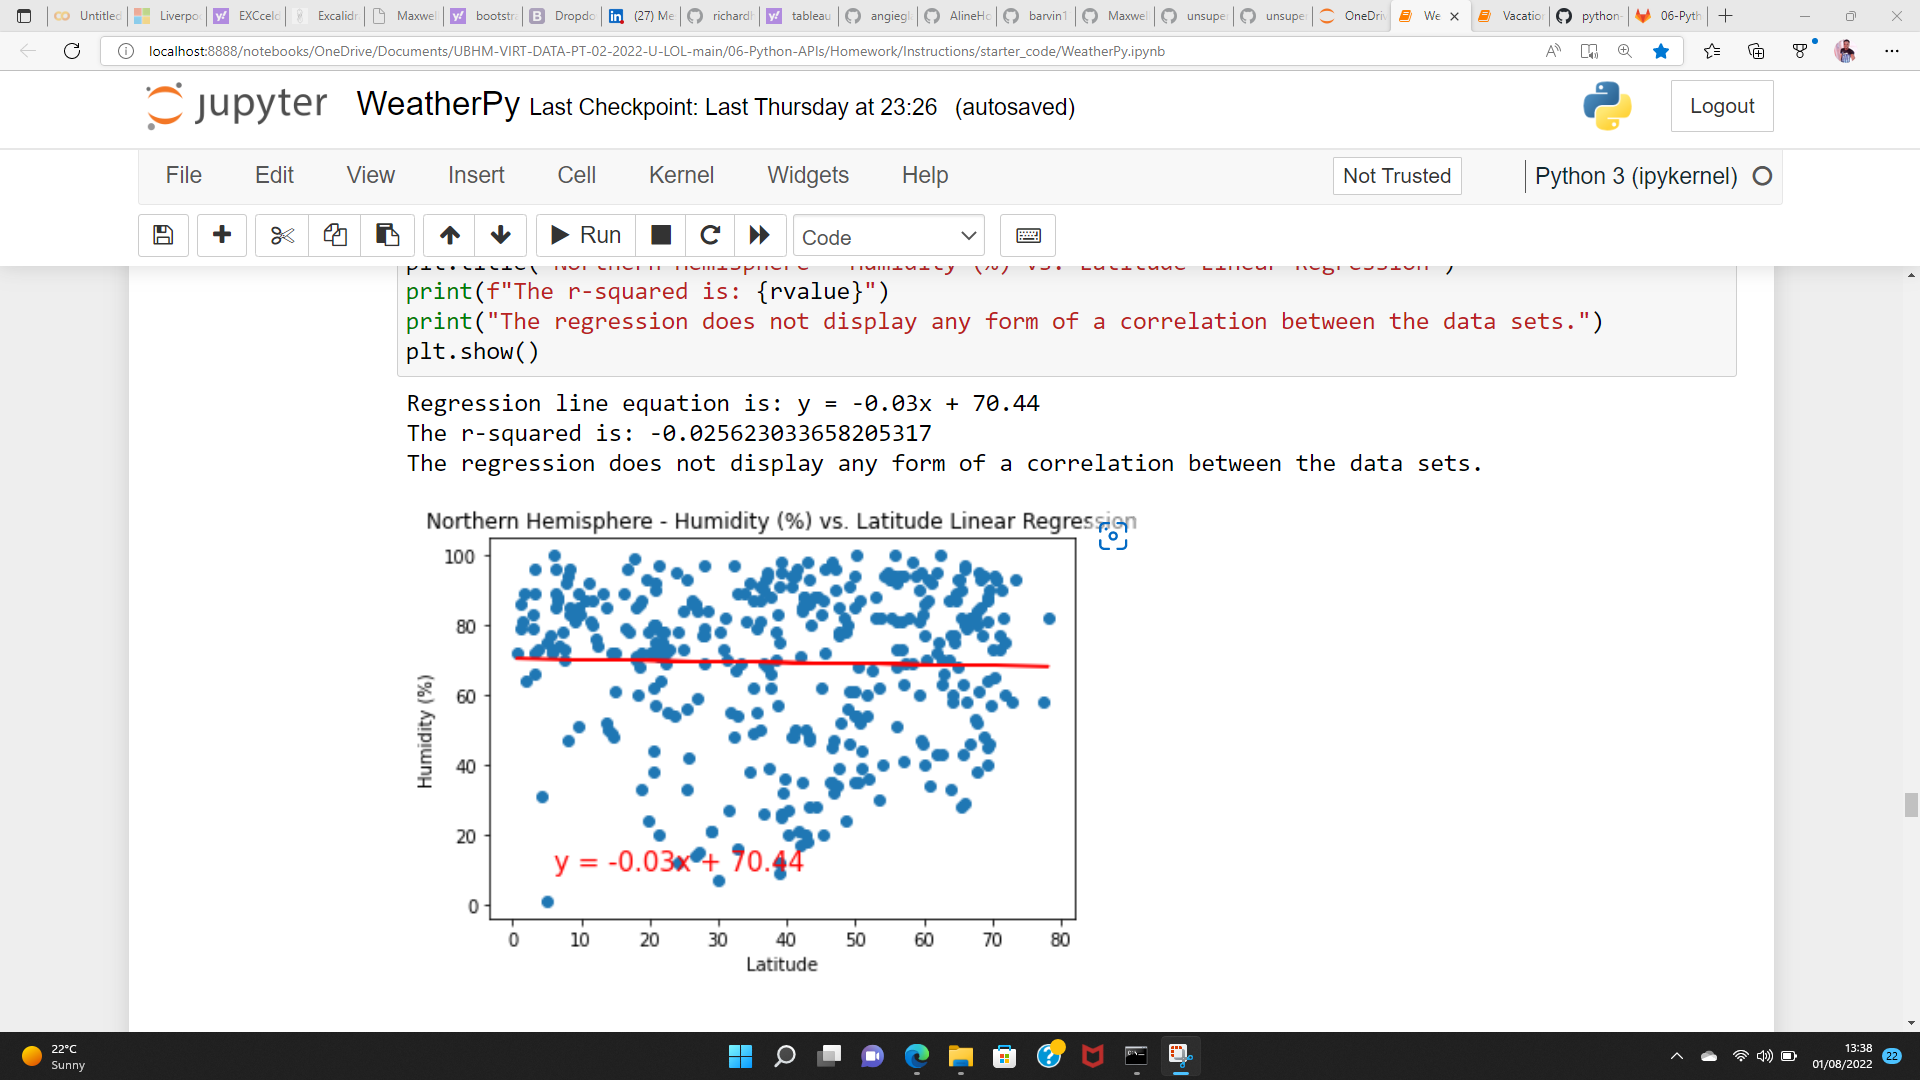 Untitled
Liverpo
EXCceld
Excalidr
Maxwel
bootstra
Dropdo
(27) Me
richardl
tableau
angiegl
AlineHo
barvin1
Maxwel
unsupe
unsupe
OneDriv
We
Vacation
python-
06-Pyth
localhost:8888/notebooks/OneDrive/Documents/UBHM-VIRT-DATA-PT-02-2022-U-LOL-main/06-Python-APIs/Homework/Instructions/starter_code/WeatherPy.ipynb
jupyter WeatherPy Last Checkpoint: Last Thursday at 23:26 (autosaved)
Logout
File Edit View Insert Cell Kernel Widgets Help Not Trusted Python 3 (ipykernel)
Run Code
plt.title("Northern Hemisphere - Humidity (%) vs. Latitude Linear Regression")
print(f"The r-squared is: {rvalue}")
print("The regression does not display any form of a correlation between the data sets.")
plt.show()
Regression line equation is: y = -0.03x + 70.44
The r-squared is: -0.025623033658205317
The regression does not display any form of a correlation between the data sets.
Northern Hemisphere - Humidity (%) vs. Latitude Linear Regression
100
80
60
40
20
0
Humidity (%)
y = -0.03x + 70.44
0 10 20 30 40 50 60 70 80
Latitude
22°C
Sunny
13:38
01/08/2022
22